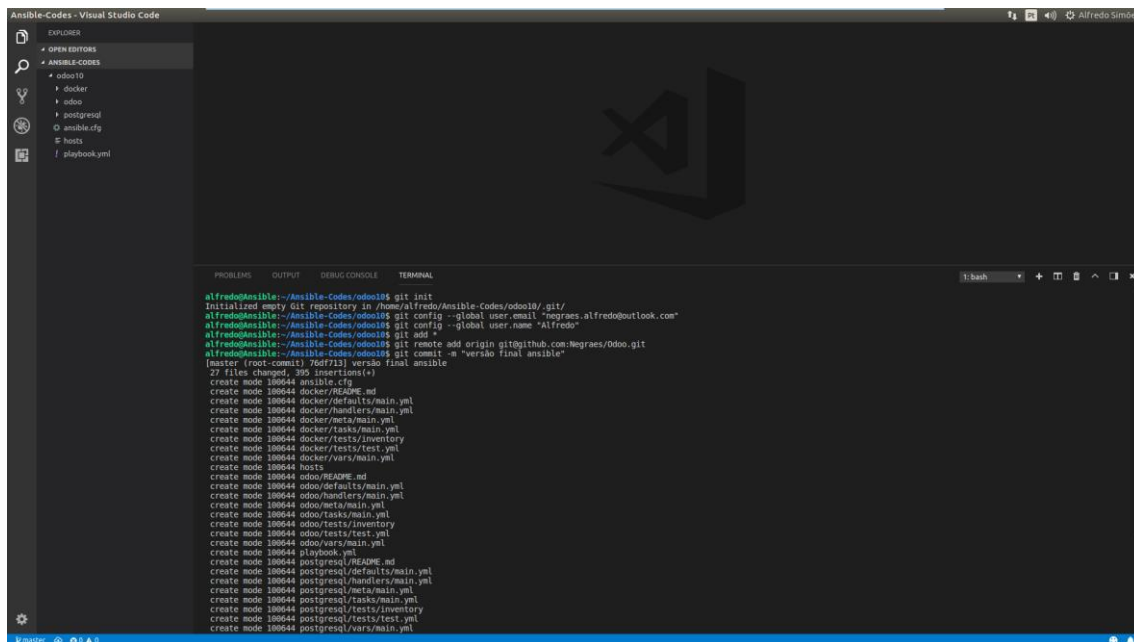 Ansible-Codes - Visual Studio Code
Pt
Alfredo Simõe
EXPLORER
OPEN EDITORS
ANSIBLE-CODES
odoo10
docker
odoo
postgresql
ansible.cfg
hosts
playbook.yml
PROBLEMS OUTPUT DEBUG CONSOLE TERMINAL
1: bash
alfredo@Ansible:~/Ansible-Codes/odoo10$ git init
Initialized empty Git repository in /home/alfredo/Ansible-Codes/odoo10/.git/
alfredo@Ansible:~/Ansible-Codes/odoo10$ git config --global user.email "negraes.alfredo@outlook.com"
alfredo@Ansible:~/Ansible-Codes/odoo10$ git config --global user.name "Alfredo"
alfredo@Ansible:~/Ansible-Codes/odoo10$ git add *
alfredo@Ansible:~/Ansible-Codes/odoo10$ git remote add origin git@github.com:Negraes/Odoo.git
alfredo@Ansible:~/Ansible-Codes/odoo10$ git commit -m "versão final ansible"
[master (root-commit) 76df713] versão final ansible
27 files changed, 395 insertions(+)
create mode 100644 ansible.cfg
create mode 100644 docker/README.md
create mode 100644 docker/defaults/main.yml
create mode 100644 docker/handlers/main.yml
create mode 100644 docker/meta/main.yml
create mode 100644 docker/tasks/main.yml
create mode 100644 docker/tests/inventory
create mode 100644 docker/tests/test.yml
create mode 100644 docker/vars/main.yml
create mode 100644 hosts
create mode 100644 odoo/README.md
create mode 100644 odoo/defaults/main.yml
create mode 100644 odoo/handlers/main.yml
create mode 100644 odoo/meta/main.yml
create mode 100644 odoo/tasks/main.yml
create mode 100644 odoo/tests/inventory
create mode 100644 odoo/tests/test.yml
create mode 100644 odoo/vars/main.yml
create mode 100644 playbook.yml
create mode 100644 postgresql/README.md
create mode 100644 postgresql/defaults/main.yml
create mode 100644 postgresql/handlers/main.yml
create mode 100644 postgresql/meta/main.yml
create mode 100644 postgresql/tasks/main.yml
create mode 100644 postgresql/tests/inventory
create mode 100644 postgresql/tests/test.yml
create mode 100644 postgresql/vars/main.yml
master 0 0